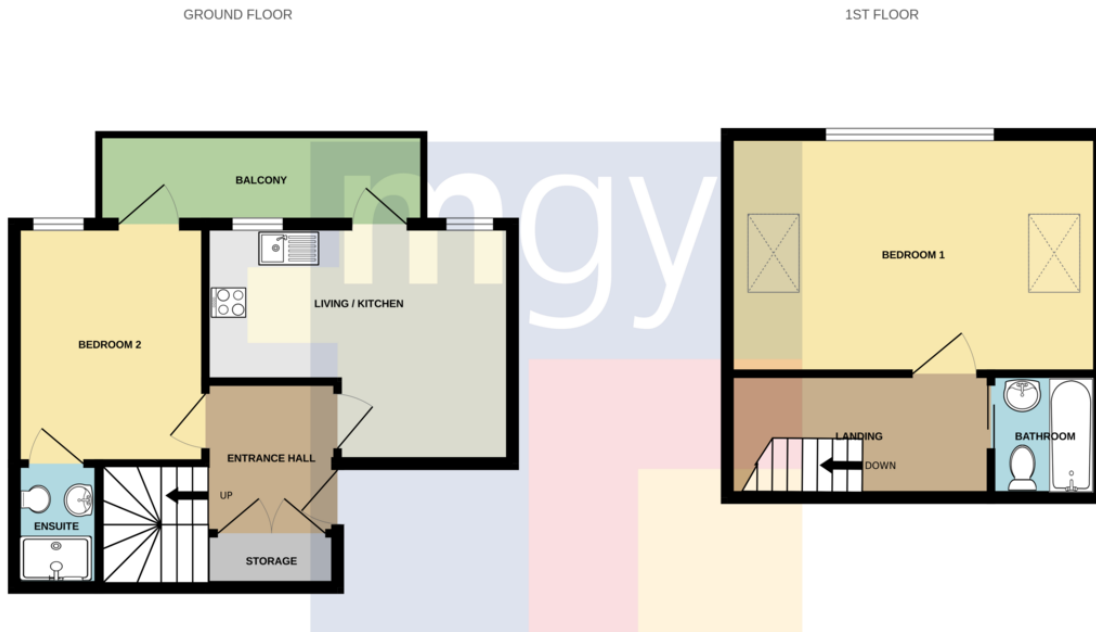 GROUND FLOOR
1ST FLOOR
BALCONY
mgy
BEDROOM 1
LIVING / KITCHEN
BEDROOM 2
LANDING
BATHROOM
ENTRANCE HALL
DOWN
UP
ENSUITE
STORAGE